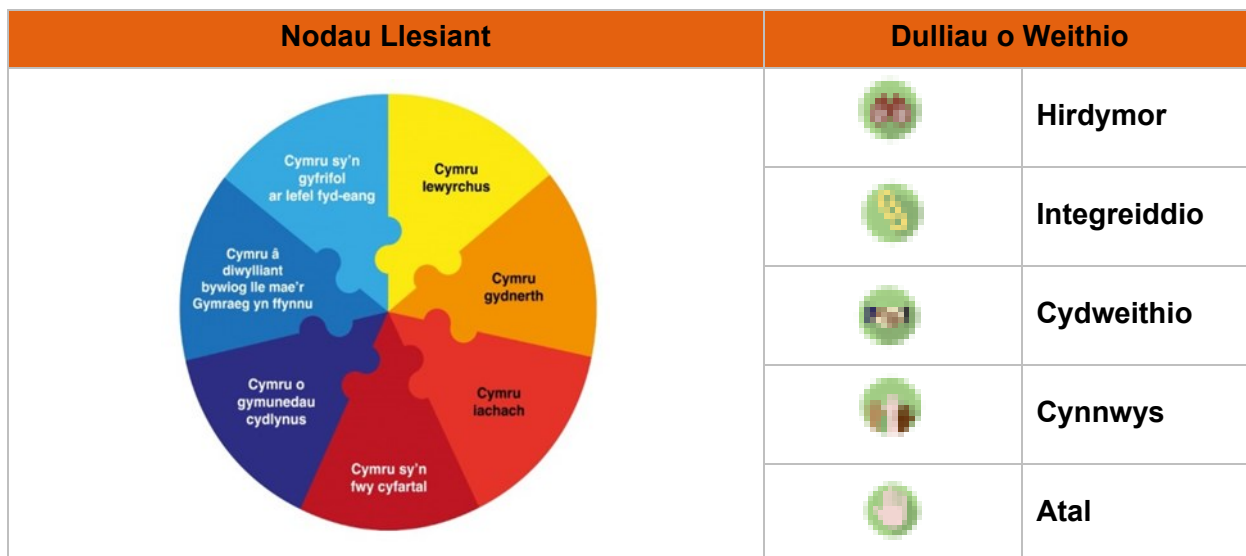 Nodau Llesiant
Dulliau o Weithio
Cymru sy'n
gyfrifol
ar lefel fyd-eang
Cymru
lewyrchus
Cymru
gydnerth
Cymru
iachach
Cymru sy'n
fwy cyfartal
Cymru o
gymunedau
cydlynus
Cymru â
diwylliant
bywiog lle mae'r
Gymraeg yn ffynnu
Hirdymor
Integreiddio
Cydweithio
Cynnwys
Atal